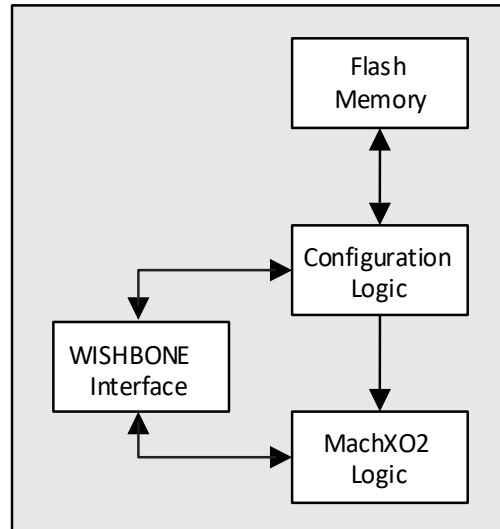 Flash
Memory
Configuration
Logic
WISHBONE
Interface
MachXO2
Logic